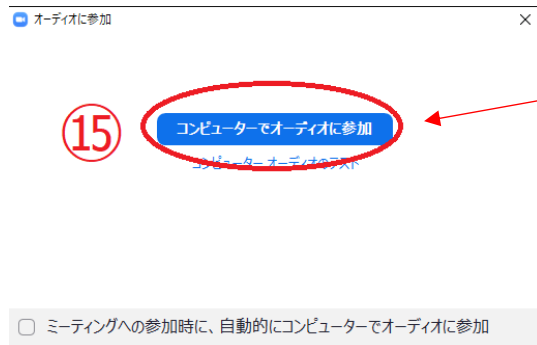 オーディオに参加
⑮
コンピューターでオーディオに参加
コンピューター オーディオのテスト
ミーティングへの参加時に、自動的にコンピューターでオーディオに参加